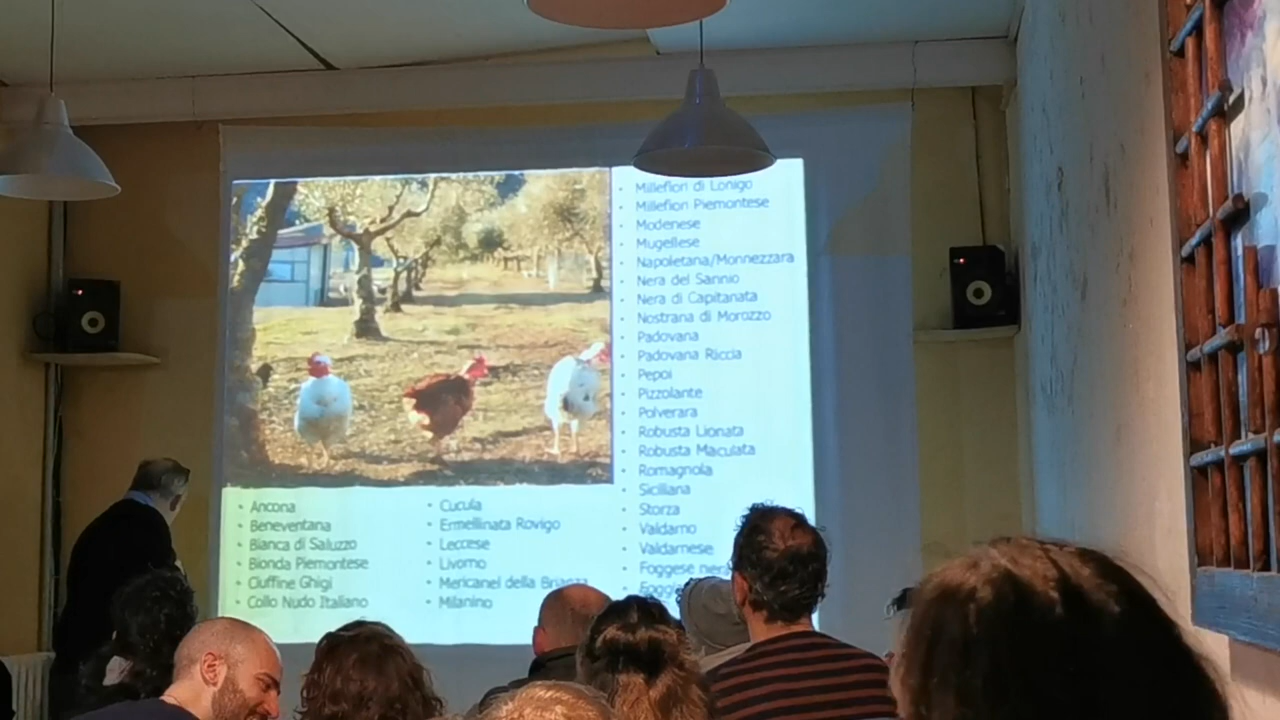 • Ancona
• Beneventana
• Bianca di Saluzzo
• Bionda Piemontese
• Ciuffine Ghigi
• Collo Nudo Italiano
• Cucula
• Ermellinata Rovigo
• Leccese
• Livorno
• Mericanel della Brianza
• Milanino
• Millefiori di Lonigo
• Millefiori Piemontese
• Modenese
• Mugellese
• Napoletana/Monnezzara
• Nera del Sannio
• Nera di Capitanata
• Nostrana di Morozzo
• Padovana
• Padovana Riccia
• Pepoi
• Pizzolante
• Polverara
• Robusta Lionata
• Robusta Maculata
• Romagnola
• Siciliana
• Storza
• Valdarno
• Valdarnese
• Foggese nera